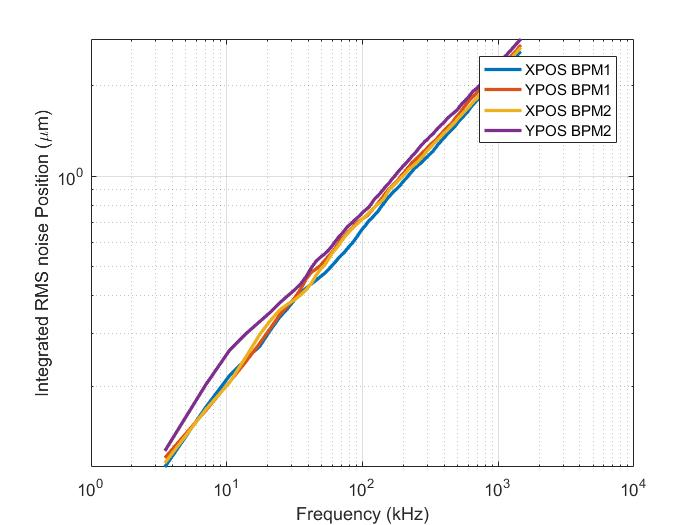 XPOS BPM1
YPOS BPM1
XPOS BPM2
YPOS BPM2
Integrated RMS noise Position (μm)
10⁰
10⁰ 10¹ 10² 10³ 10⁴
Frequency (kHz)